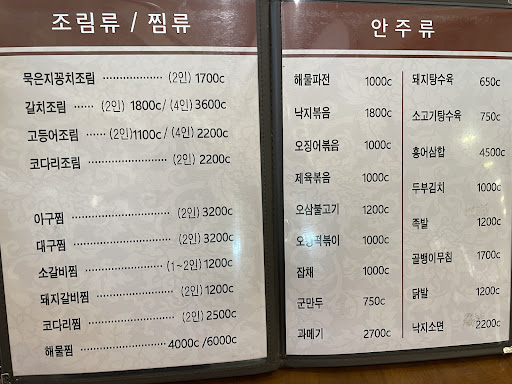 조림류 / 찜류
묵은지꽁치조림 ················· (2인) 1700c
갈치조림 ······ (2인) 1800c/ (4인) 3600c
고등어조림 ······ (2인)1100c/ (4인) 2200c
코다리조림 ························ (2인) 2200c
아구찜 ································ (2인) 3200c
대구찜 ································ (2인) 3200c
소갈비찜 ························ (1~2인) 1200c
돼지갈비찜 ························ (2인) 1200c
코다리찜 ···························· (2인) 2500c
해물찜 ························ 4000c /6000c
안주류
해물파전 1000c
낙지볶음 1800c
오징어볶음 1000c
제육볶음 1000c
오삼불고기 1200c
떡볶이 1000c
잡채 1000c
군만두 750c
과메기 2700c
돼지탕수육 650c
소고기탕수육 750c
홍어삼합 4500c
두부김치 1000c
족발 1200c
골뱅이무침 1700c
닭발 1200c
낙지소면 2200c